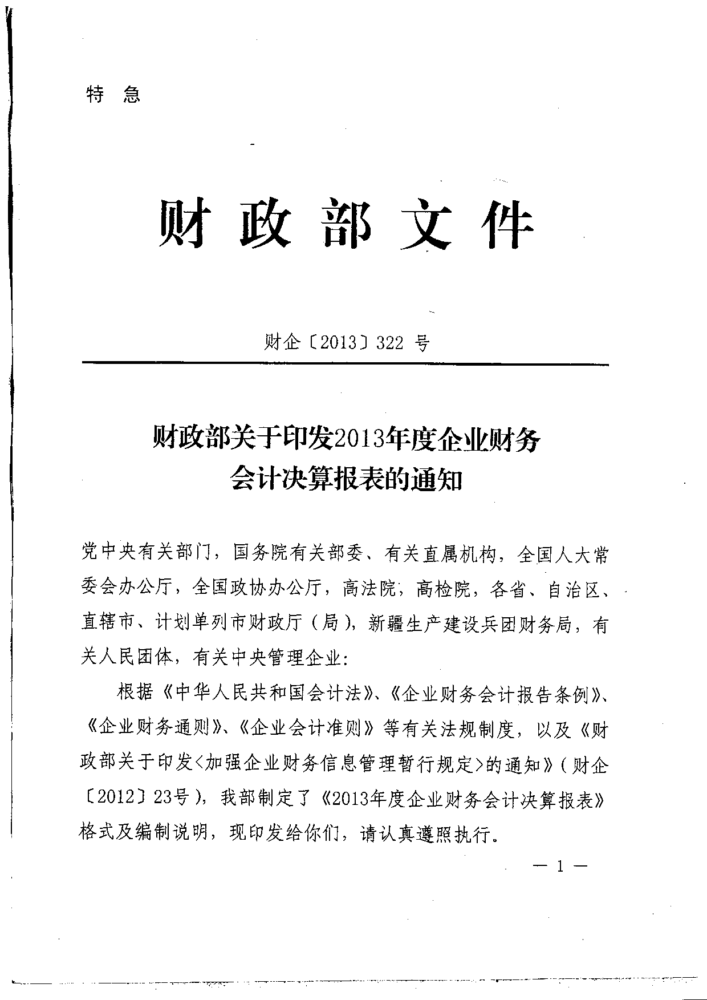 特 急
财 政 部 文 件
财企〔2013〕322 号
财政部关于印发2013年度企业财务
会计决算报表的通知
党中央有关部门，国务院有关部委、有关直属机构，全国人大常
委会办公厅，全国政协办公厅，高法院，高检院，各省、自治区、
直辖市、计划单列市财政厅（局），新疆生产建设兵团财务局，有
关人民团体，有关中央管理企业：
根据《中华人民共和国会计法》、《企业财务会计报告条例》、
《企业财务通则》、《企业会计准则》等有关法规制度，以及《财
政部关于印发<加强企业财务信息管理暂行规定>的通知》（财企
〔2012〕23号），我部制定了《2013年度企业财务会计决算报表》
格式及编制说明，现印发给你们，请认真遵照执行。
— 1 —